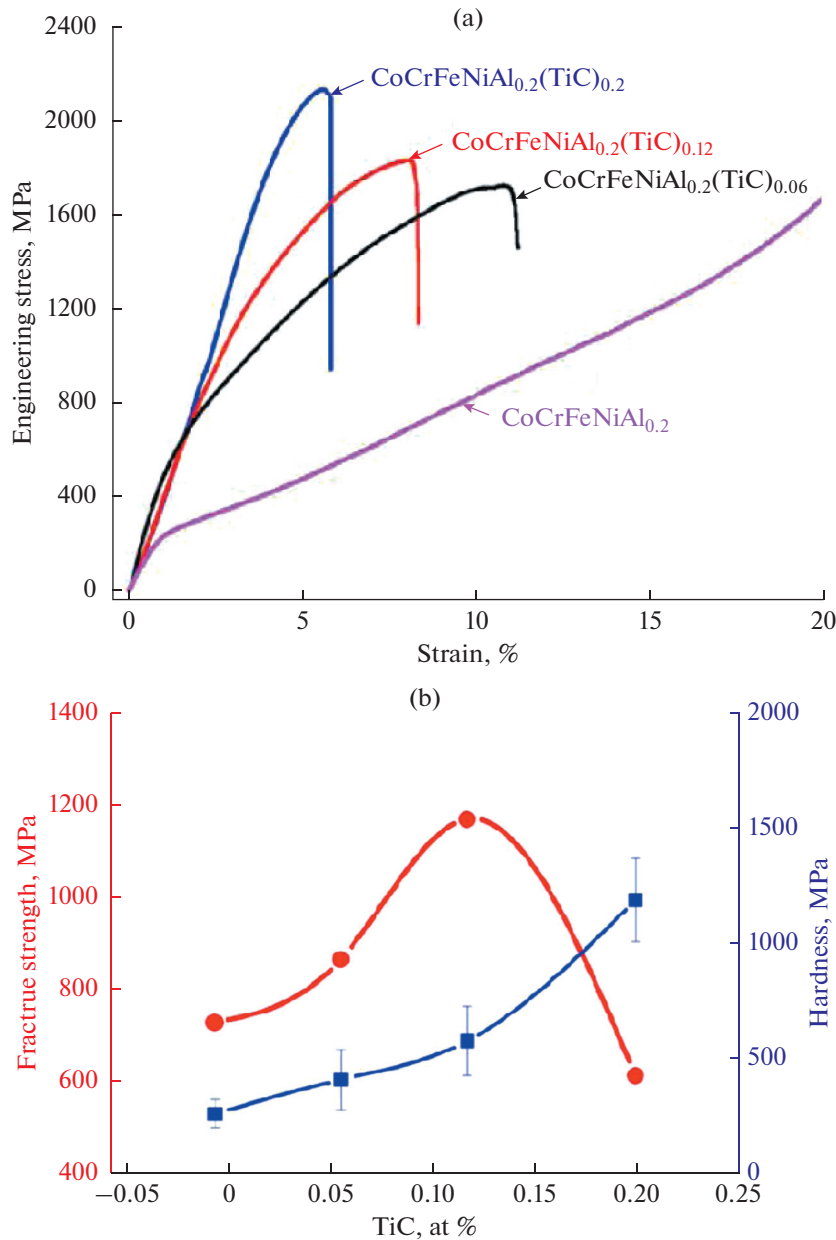 (a)
2400
2000
1600
1200
800
400
0
Engineering stress, MPa
CoCrFeNiAl0.2(TiC)0.2
CoCrFeNiAl0.2(TiC)0.12
CoCrFeNiAl0.2(TiC)0.06
CoCrFeNiAl0.2
0 5 10 15 20
Strain, %
(b)
1400
1200
1000
800
600
400
Fractrue strength, MPa
2000
1500
1000
500
0
Hardness, MPa
−0.05 0 0.05 0.10 0.15 0.20 0.25
TiC, at %